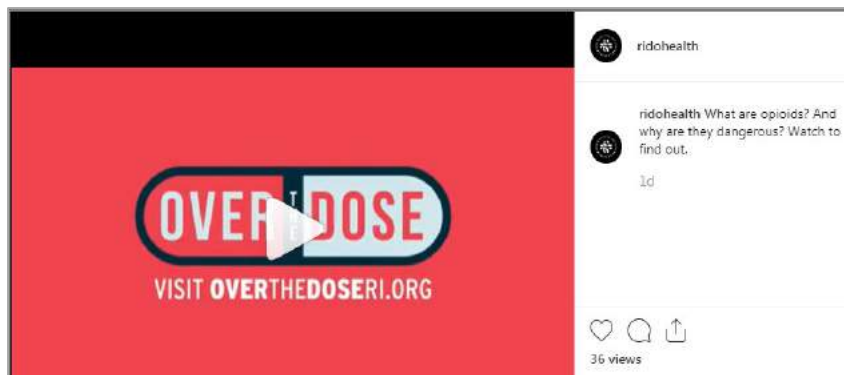 OVER THE DOSE
VISIT OVERTHEDOSERI.ORG
ridohealth
ridohealth What are opioids? And
why are they dangerous? Watch to
find out.
1d
36 views